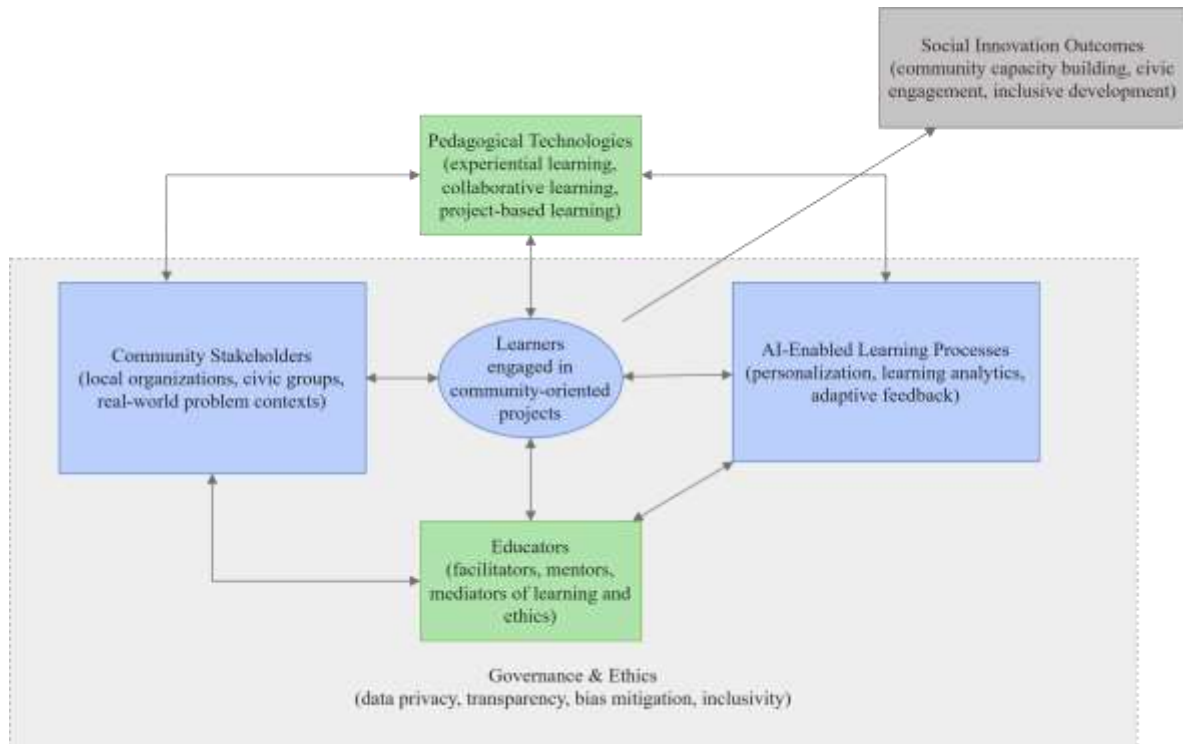 Social Innovation Outcomes
(community capacity building, civic
engagement, inclusive development)
Pedagogical Technologies
(experiential learning,
collaborative learning,
project-based learning)
Community Stakeholders
(local organizations, civic groups,
real-world problem contexts)
Learners
engaged in
community-oriented
projects
AI-Enabled Learning Processes
(personalization, learning analytics,
adaptive feedback)
Educators
(facilitators, mentors,
mediators of learning and
ethics)
Governance & Ethics
(data privacy, transparency, bias mitigation, inclusivity)